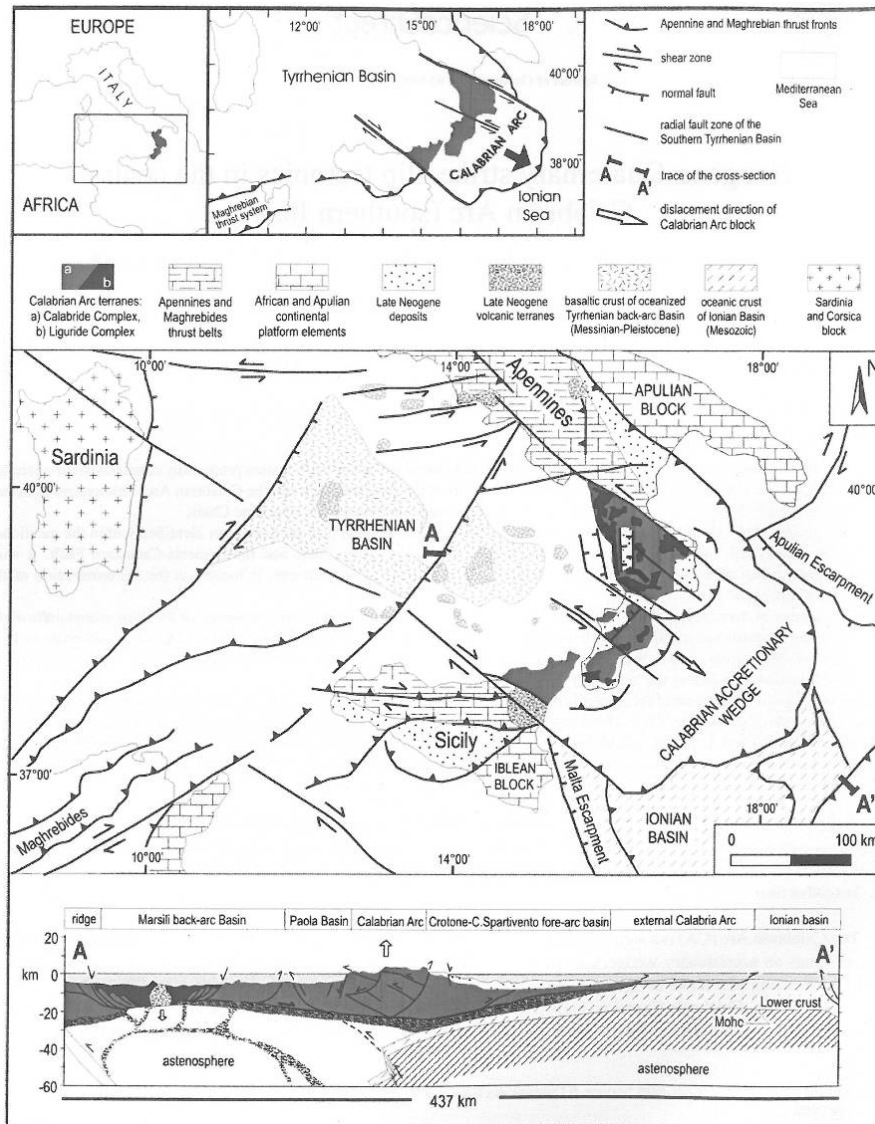 EUROPE
ITALY
AFRICA
12°00'
15°00'
18°00'
40°00'
38°00'
Tyrrhenian Basin
CALABRIAN ARC
Ionian
Sea
Maghrebian
thrust system
Apennine and Maghrebian thrust fronts
shear zone
normal fault
radial fault zone of the
Southern Tyrrhenian Basin
A A' trace of the cross-section
dislacement direction of
Calabrian Arc block
Mediterranean
Sea
a b
Calabrian Arc terranes:
a) Calabride Complex,
b) Liguride Complex
Apennines and
Maghrebides
thrust belts
African and Apulian
continental
platform elements
Late Neogene
deposits
Late Neogene
volcanic terranes
basaltic crust of oceanized
Tyrrhenian back-arc Basin
(Messinian-Pleistocene)
oceanic crust
of Ionian Basin
(Mesozoic)
Sardinia
and Corsica
block
10°00'
14°00'
18°00'
N
Apennines
APULIAN
BLOCK
Sardinia
40°00'
40°00'
TYRRHENIAN
BASIN
A
Apulian Escarpment
CALABRIAN ACCRETIONARY
WEDGE
Sicily
IBLEAN
BLOCK
Malta Escarpment
37°00'
Maghrebides
IONIAN
BASIN
18°00'
A'
0 100 km
10°00'
14°00'
ridge Marsili back-arc Basin Paola Basin Calabrian Arc Crotone-C.Spartivento fore-arc basin external Calabria Arc Ionian basin
A A'
20
km 0
-20
-40
-60
Lower crust
Moho
astenosphere
astenosphere
437 km